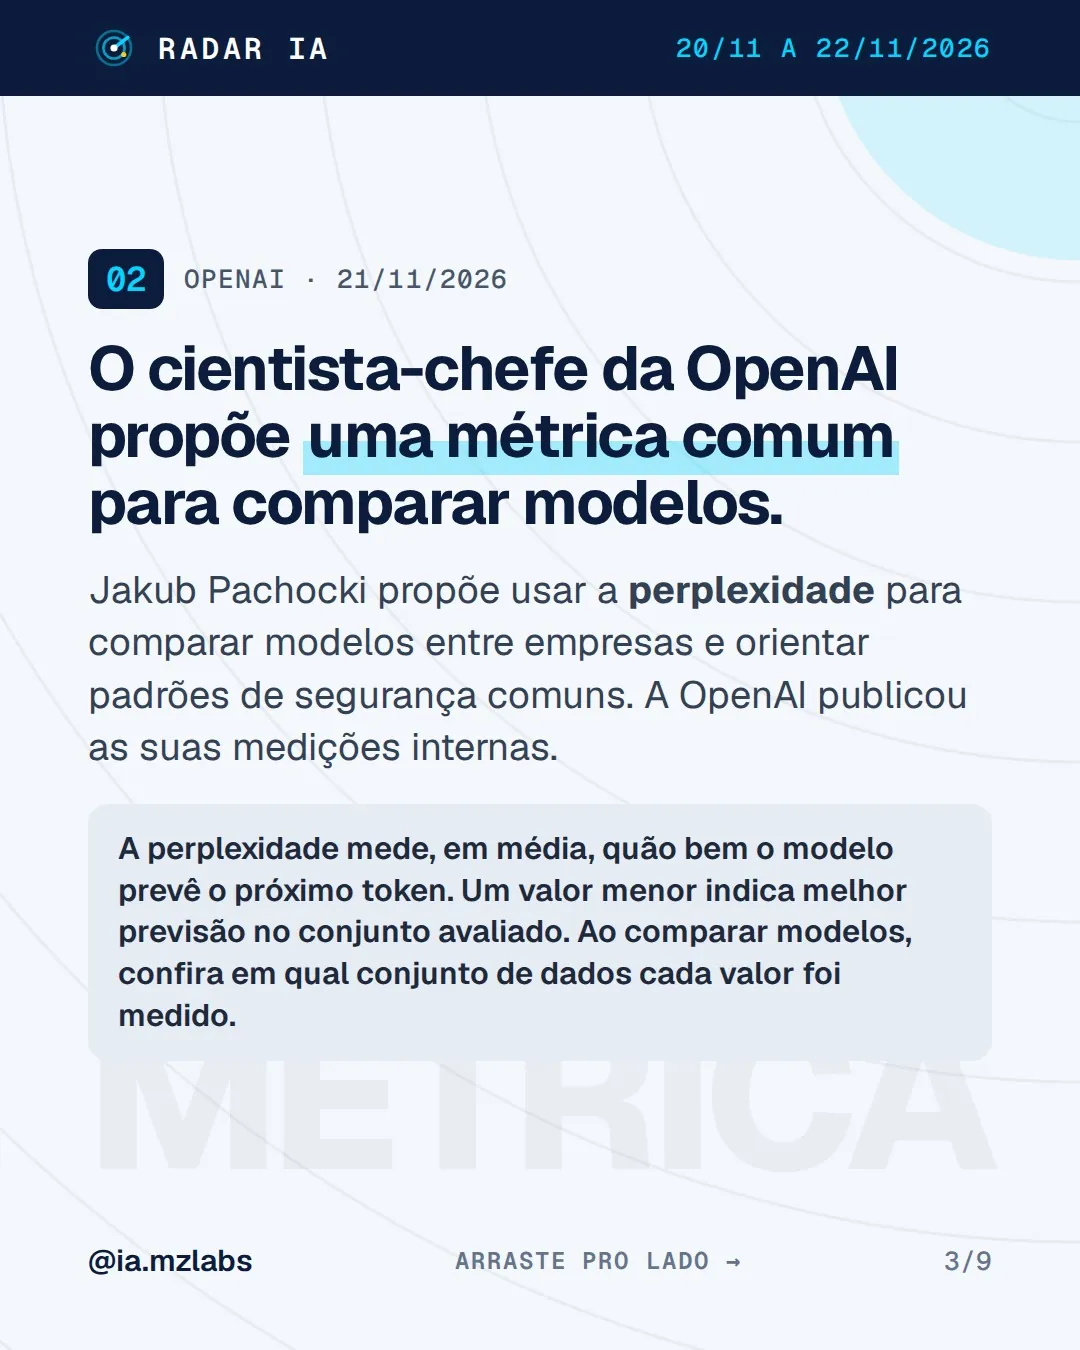 RADAR IA
20/11 A 22/11/2026
02
OPENAI · 21/11/2026
O cientista-chefe da OpenAI
propõe uma métrica comum
para comparar modelos.
Jakub Pachocki propõe usar a perplexidade para
comparar modelos entre empresas e orientar
padrões de segurança comuns. A OpenAI publicou
as suas medições internas.
A perplexidade mede, em média, quão bem o modelo
prevê o próximo token. Um valor menor indica melhor
previsão no conjunto avaliado. Ao comparar modelos,
confira em qual conjunto de dados cada valor foi
medido.
MÉTRICA
@ia.mzlabs
ARRASTE PRO LADO →
3/9